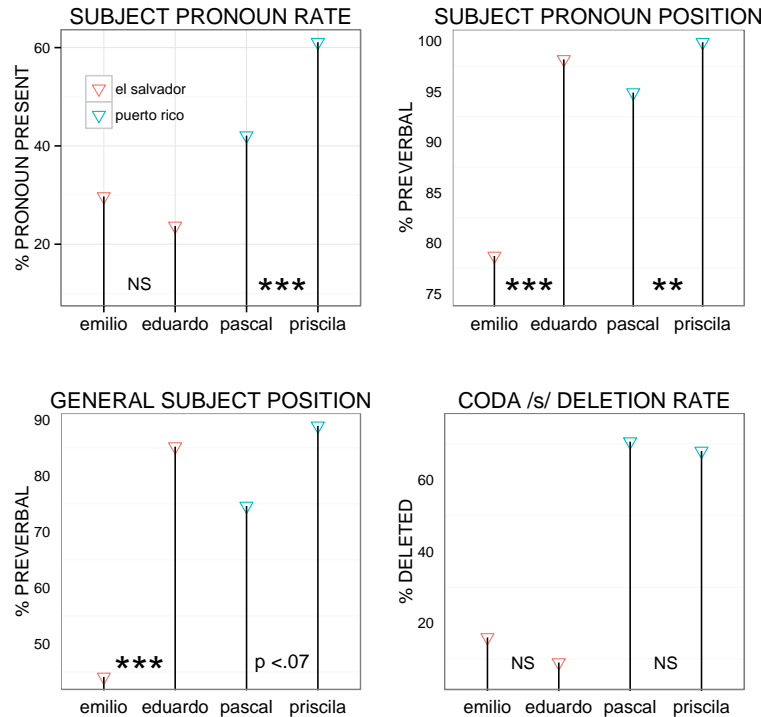 SUBJECT PRONOUN RATE
% PRONOUN PRESENT
60
40
20
el salvador
puerto rico
NS
***
emilio eduardo pascal priscila
SUBJECT PRONOUN POSITION
% PREVERBAL
100
95
90
85
80
75
***
**
emilio eduardo pascal priscila
GENERAL SUBJECT POSITION
% PREVERBAL
90
80
70
60
50
***
p <.07
emilio eduardo pascal priscila
CODA /s/ DELETION RATE
% DELETED
60
40
20
NS
NS
emilio eduardo pascal priscila